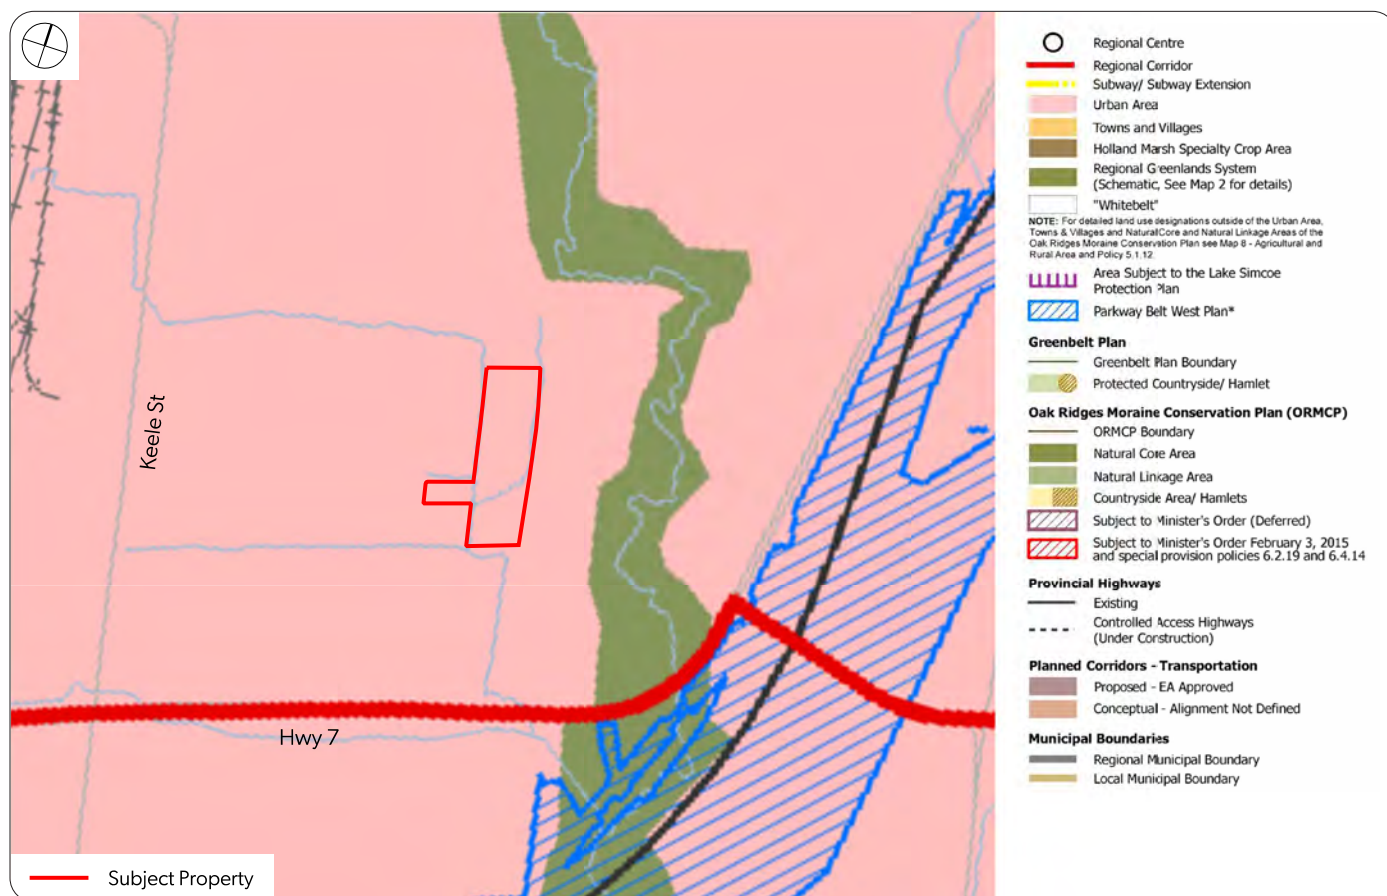 Regional Centre
Regional Corridor
Subway/ Subway Extension
Urban Area
Towns and Villages
Holland Marsh Specialty Crop Area
Regional Greenlands System
(Schematic, See Map 2 for details)
"Whitebelt"
NOTE: For detailed land use designations outside of the Urban Area,
Towns & Villages and Natural Core and Natural Linkage Areas of the
Oak Ridges Moraine Conservation Plan see Map 8 - Agricultural and
Rural Area and Policy 5.1.12.
Area Subject to the Lake Simcoe
Protection Plan
Parkway Belt West Plan*
Greenbelt Plan
Greenbelt Plan Boundary
Protected Countryside/ Hamlet
Oak Ridges Moraine Conservation Plan (ORMCP)
ORMCP Boundary
Natural Core Area
Natural Linkage Area
Countryside Area/ Hamlets
Subject to Minister's Order (Deferred)
Subject to Minister's Order February 3, 2015
and special provision policies 6.2.19 and 6.4.14
Provincial Highways
Existing
Controlled Access Highways
(Under Construction)
Planned Corridors - Transportation
Proposed - EA Approved
Conceptual - Alignment Not Defined
Municipal Boundaries
Regional Municipal Boundary
Local Municipal Boundary
Keele St
Hwy 7
Subject Property